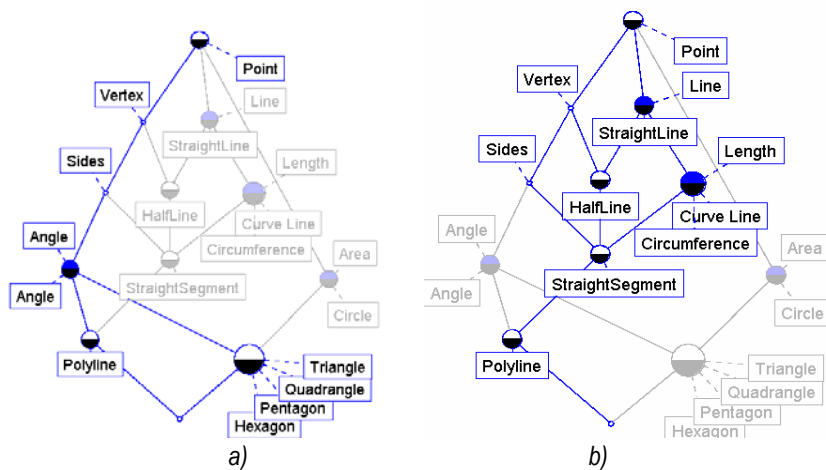 Point
Vertex
Line
StraightLine
Sides
Length
HalfLine
Curve Line
Angle
Circumference
Area
Angle
StraightSegment
Circle
Polyline
Triangle
Quadrangle
Pentagon
Hexagon
a)
Point
Vertex
Line
StraightLine
Sides
Length
HalfLine
Curve Line
Angle
Circumference
Area
Angle
StraightSegment
Circle
Polyline
Triangle
Quadrangle
Pentagon
Hexagon
b)